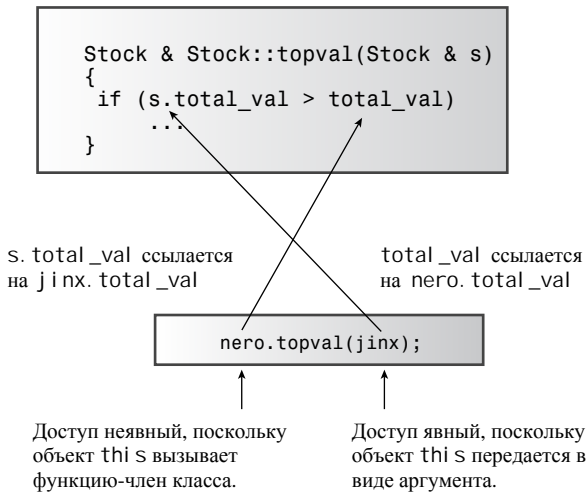 Stock & Stock::topval(Stock & s)
{
if (s.total_val > total_val)
...
}
s.total_val ссылается
на jinx.total_val
total_val ссылается
на nero.total_val
nero.topval(jinx);
Доступ неявный, поскольку
объект this вызывает
функцию-член класса.
Доступ явный, поскольку
объект this передается в
виде аргумента.